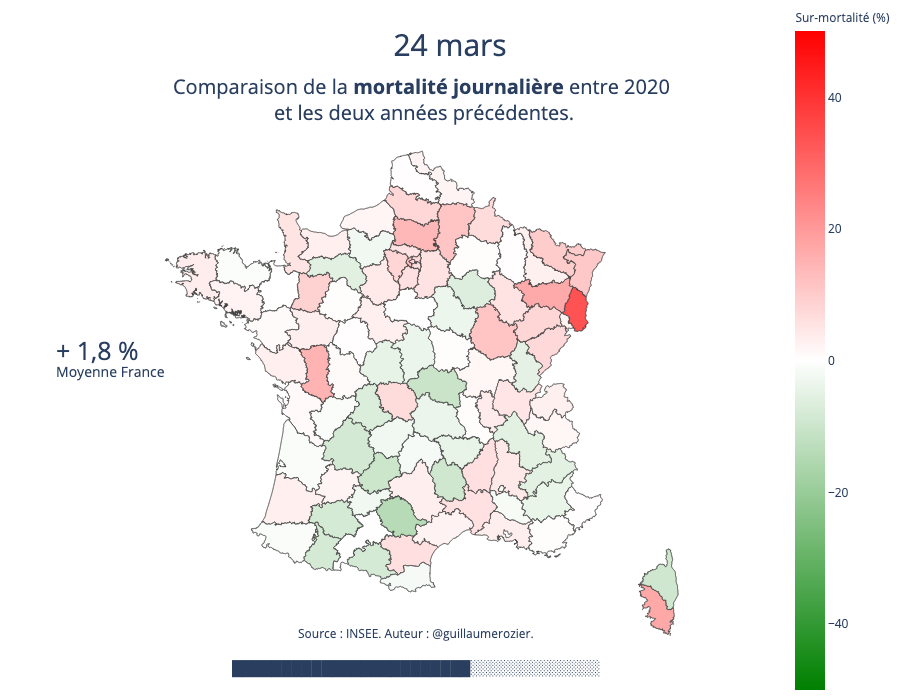 Sur-mortalité (%)
24 mars
Comparaison de la mortalité journalière entre 2020
et les deux années précédentes.
40
20
0
−20
−40
+ 1,8 %
Moyenne France
Source : INSEE. Auteur : @guillaumerozier.